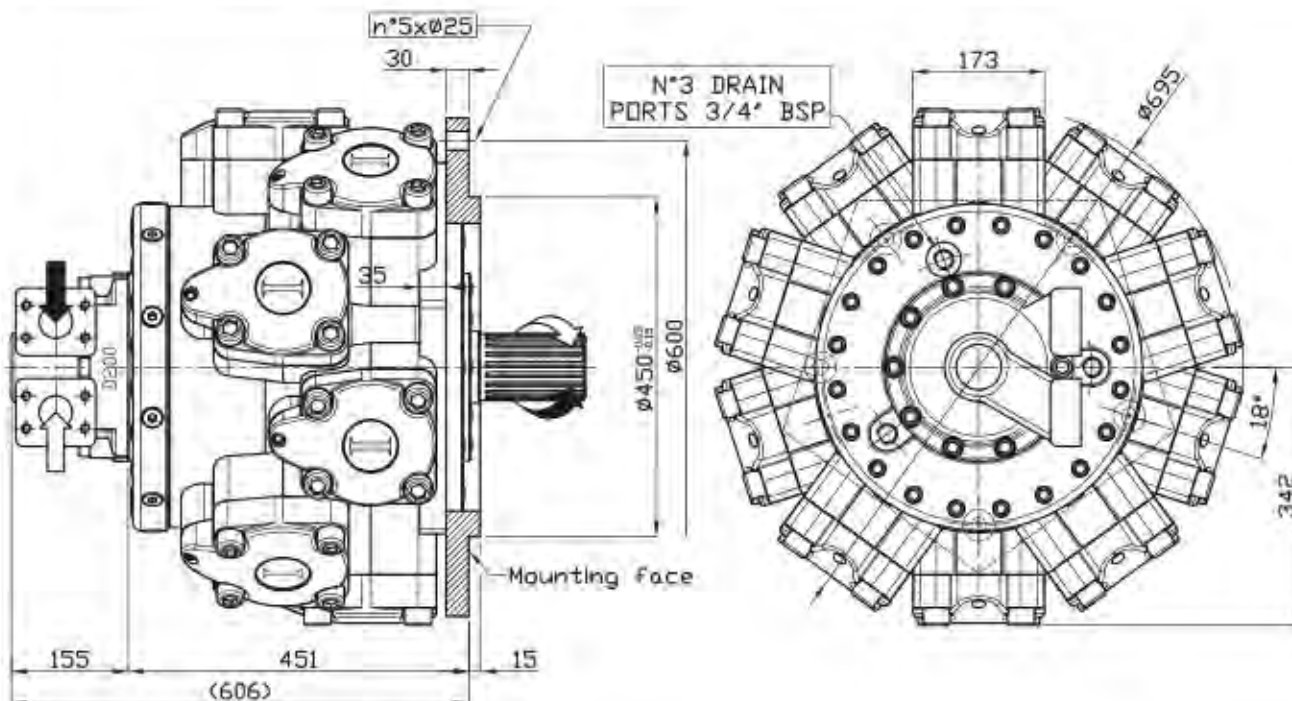 n°5xØ25
30
N°3 DRAIN
PORTS 3/4" BSP
173
Ø695
35
D200
Ø450
Ø600
18°
342
Mounting face
155
451
15
(606)